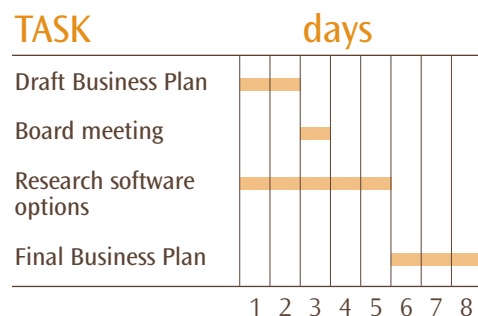 TASK days
Draft Business Plan
Board meeting
Research software
options
Final Business Plan
1 2 3 4 5 6 7 8